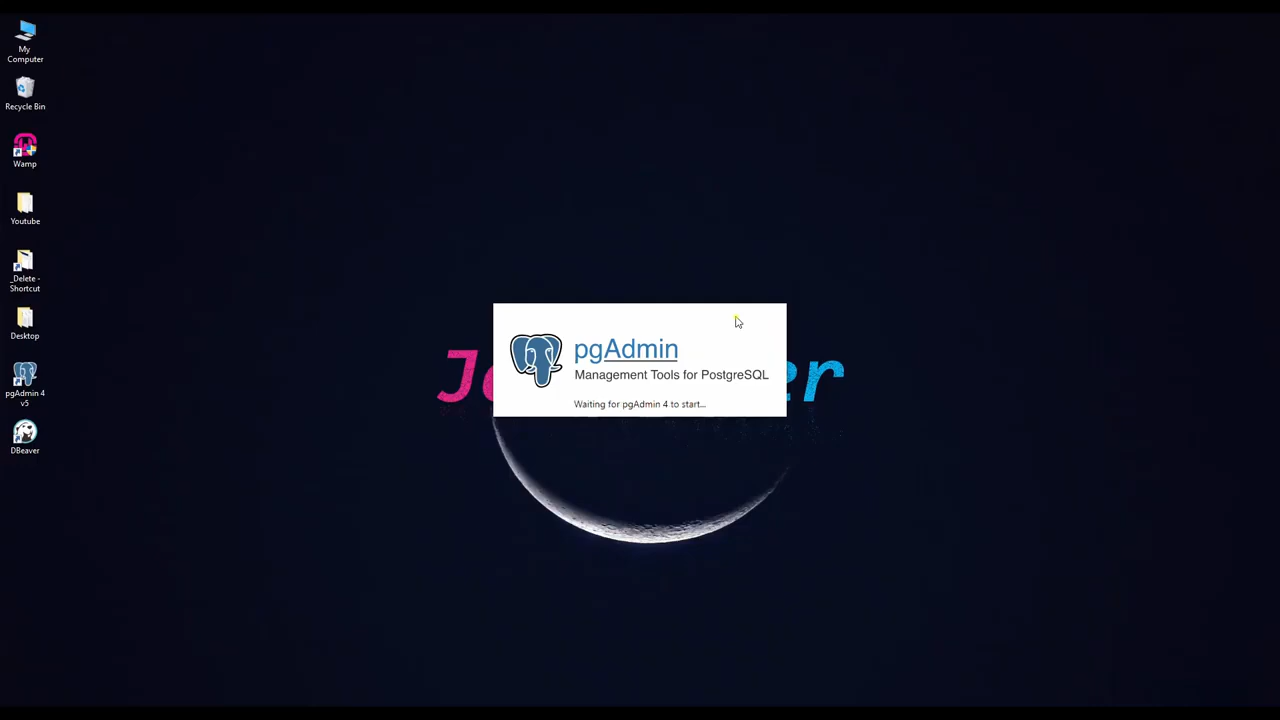 My
Computer
Recycle Bin
Wamp
Youtube
_Delete -
Shortcut
Desktop
pgAdmin 4
v5
DBeaver
pgAdmin
Management Tools for PostgreSQL
Waiting for pgAdmin 4 to start...